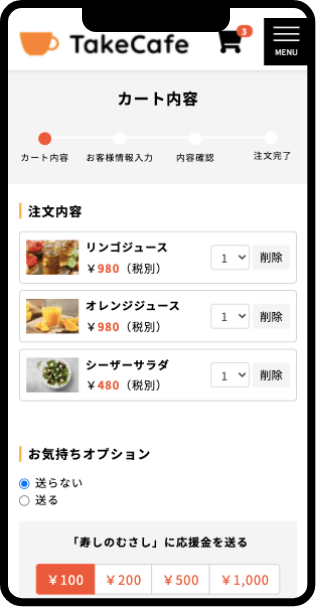 TakeCafe
3
MENU
カート内容
カート内容 お客様情報入力 内容確認 注文完了
注文内容
リンゴジュース
¥980（税別）
1 削除
オレンジジュース
¥980（税別）
1 削除
シーザーサラダ
¥480（税別）
1 削除
お気持ちオプション
送らない
送る
「寿しのむさし」に応援金を送る
¥100 ¥200 ¥500 ¥1,000